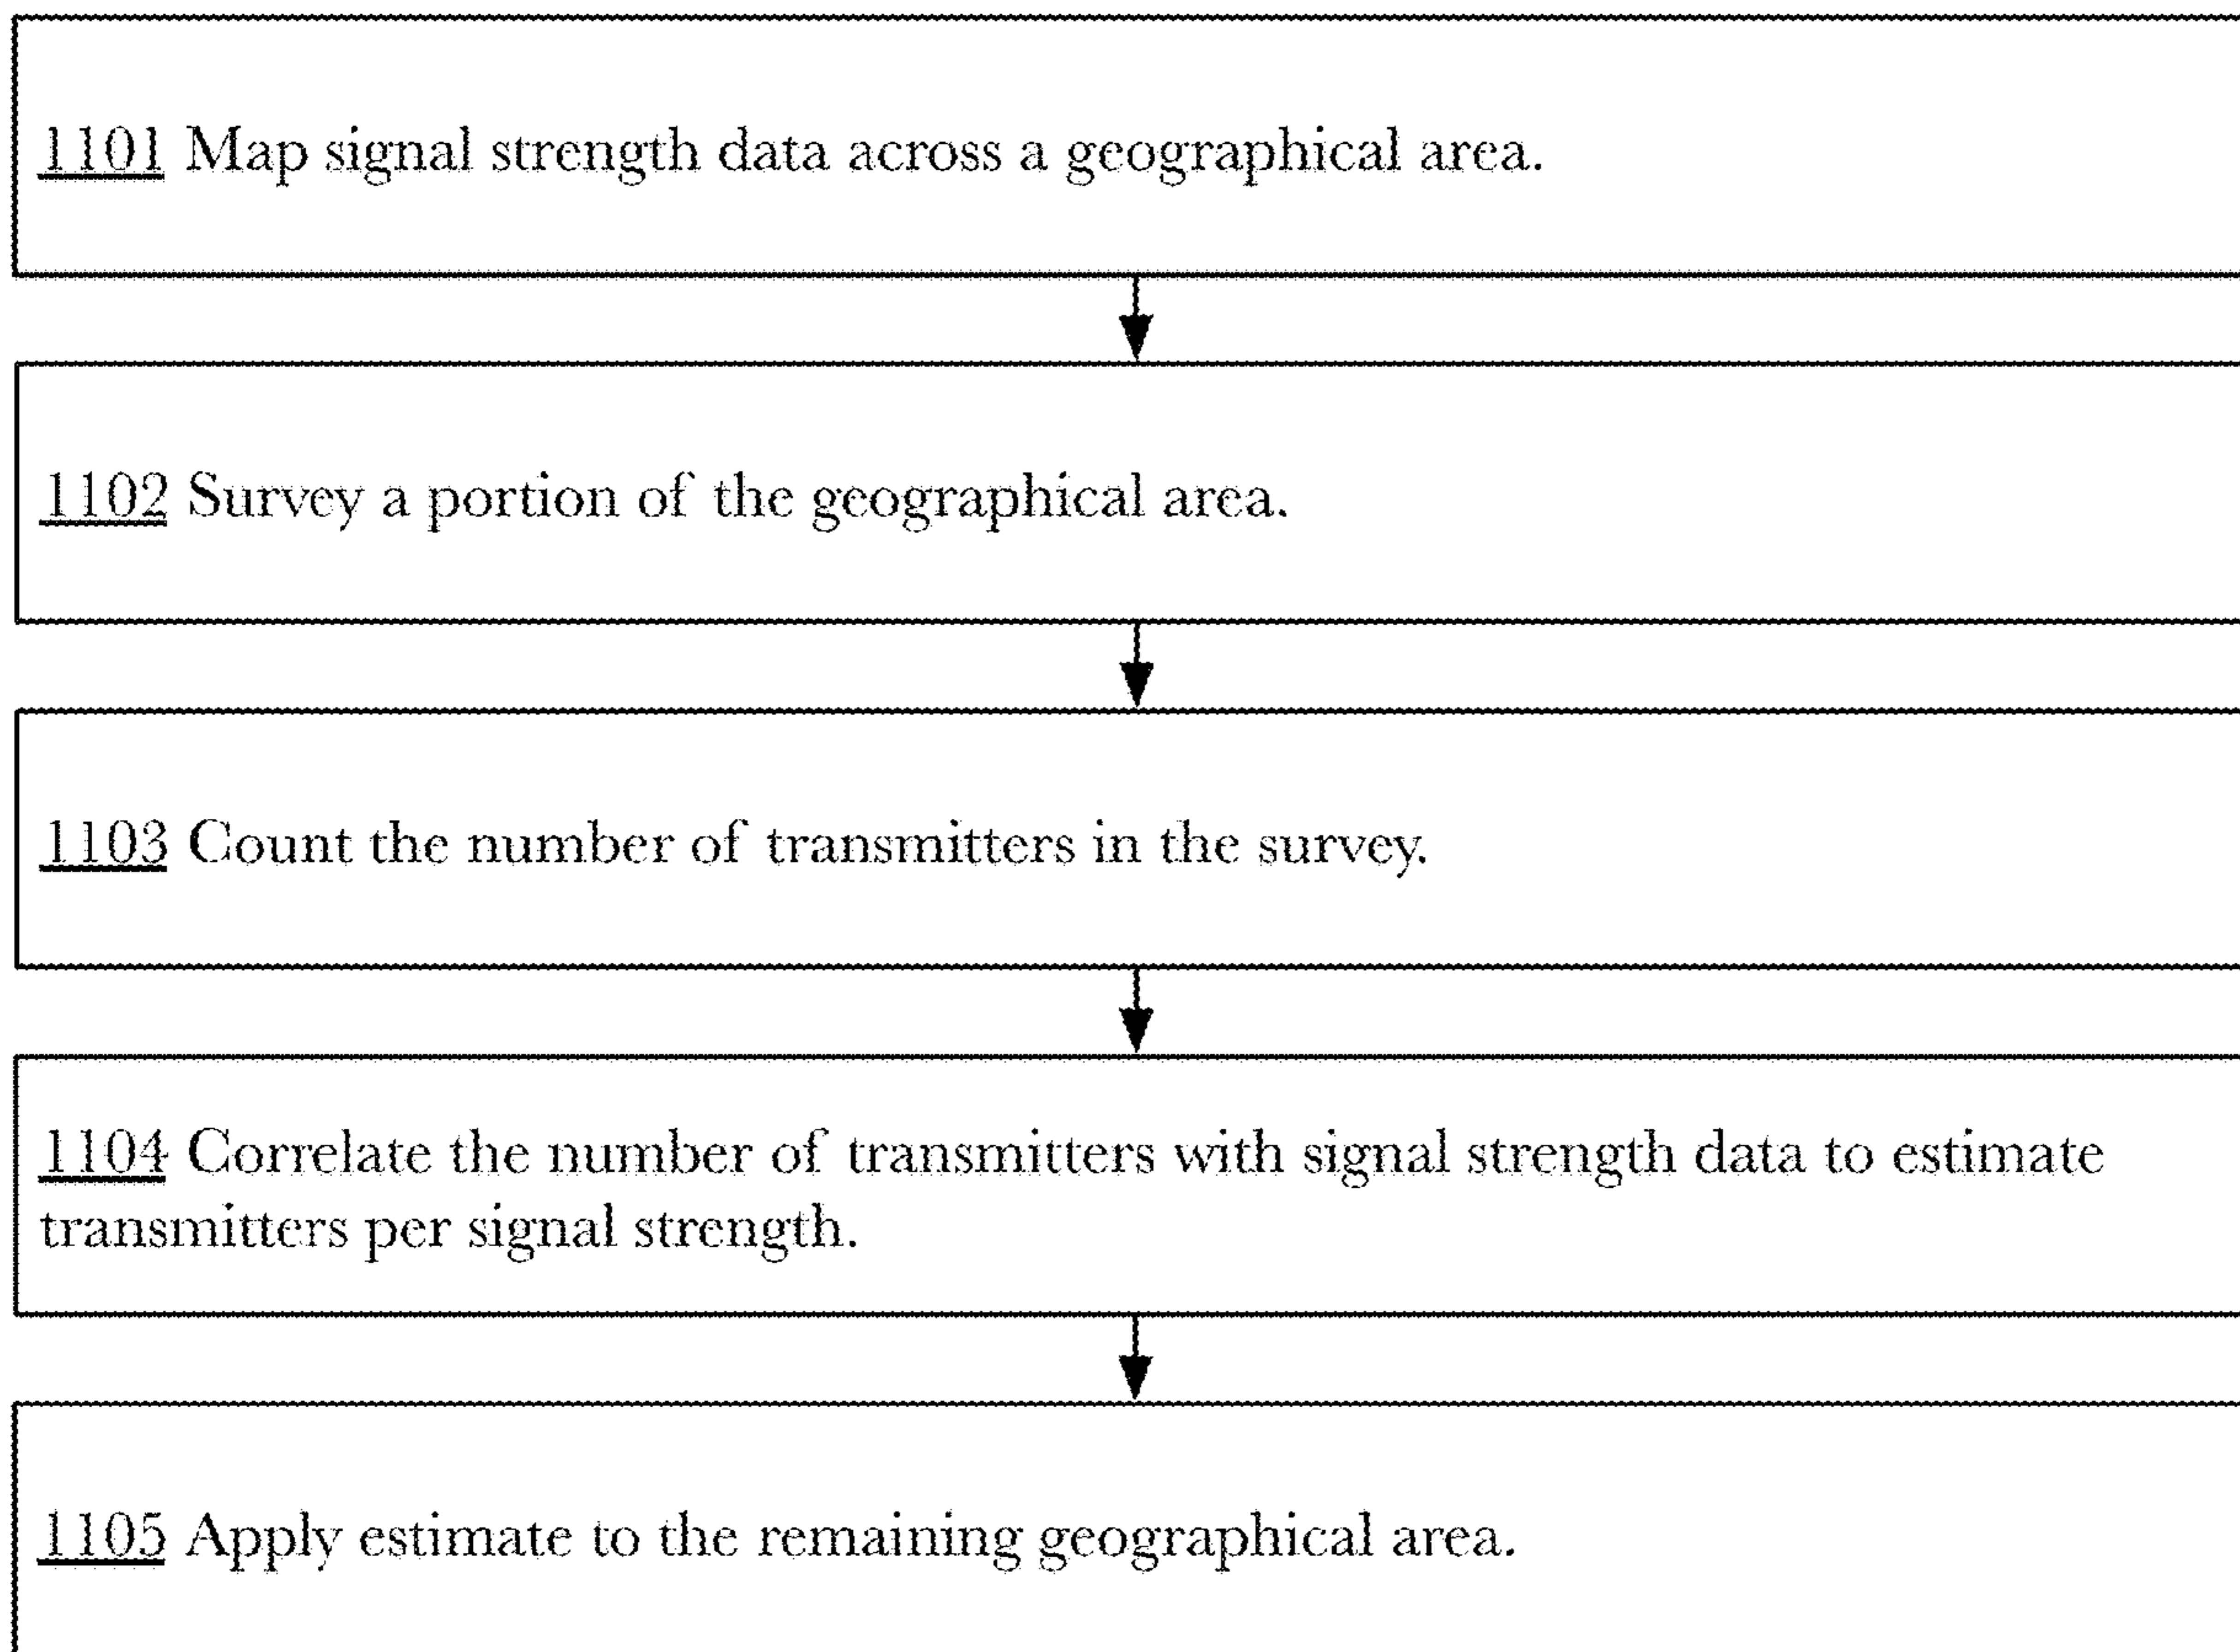 1101 Map signal strength data across a geographical area.
1102 Survey a portion of the geographical area.
1103 Count the number of transmitters in the survey.
1104 Correlate the number of transmitters with signal strength data to estimate
transmitters per signal strength.
1105 Apply estimate to the remaining geographical area.